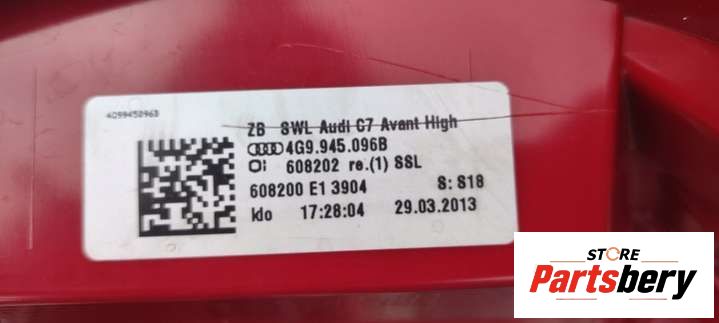 4G9945096B
ZB SWL Audi C7 Avant High
4G9.945.096B
OI: 608202 re.(1) SSL
608200 E1 3904 S: S18
klo 17:28:04 29.03.2013
STORE
Partsbery